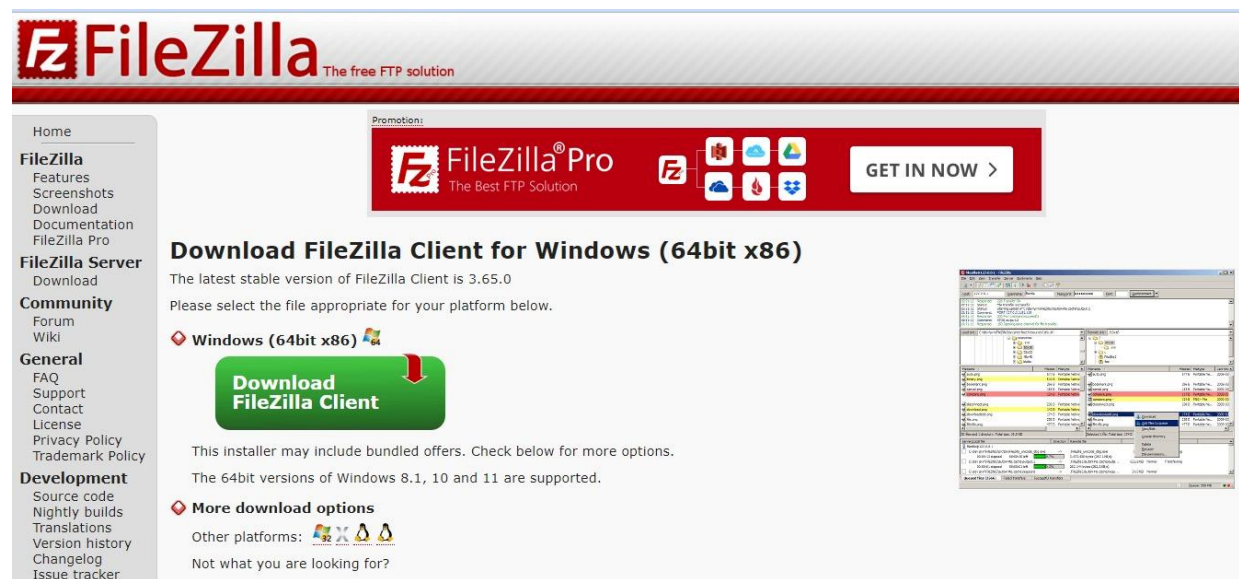 FileZilla The free FTP solution
Home
FileZilla
Features
Screenshots
Download
Documentation
FileZilla Pro
FileZilla Server
Download
Community
Forum
Wiki
General
FAQ
Support
Contact
License
Privacy Policy
Trademark Policy
Development
Source code
Nightly builds
Translations
Version history
Changelog
Issue tracker
Promotion:
FileZilla® Pro
The Best FTP Solution
GET IN NOW >
Download FileZilla Client for Windows (64bit x86)
The latest stable version of FileZilla Client is 3.65.0
Please select the file appropriate for your platform below.
Windows (64bit x86)
Download
FileZilla Client
This installer may include bundled offers. Check below for more options.
The 64bit versions of Windows 8.1, 10 and 11 are supported.
More download options
Other platforms:
Not what you are looking for?